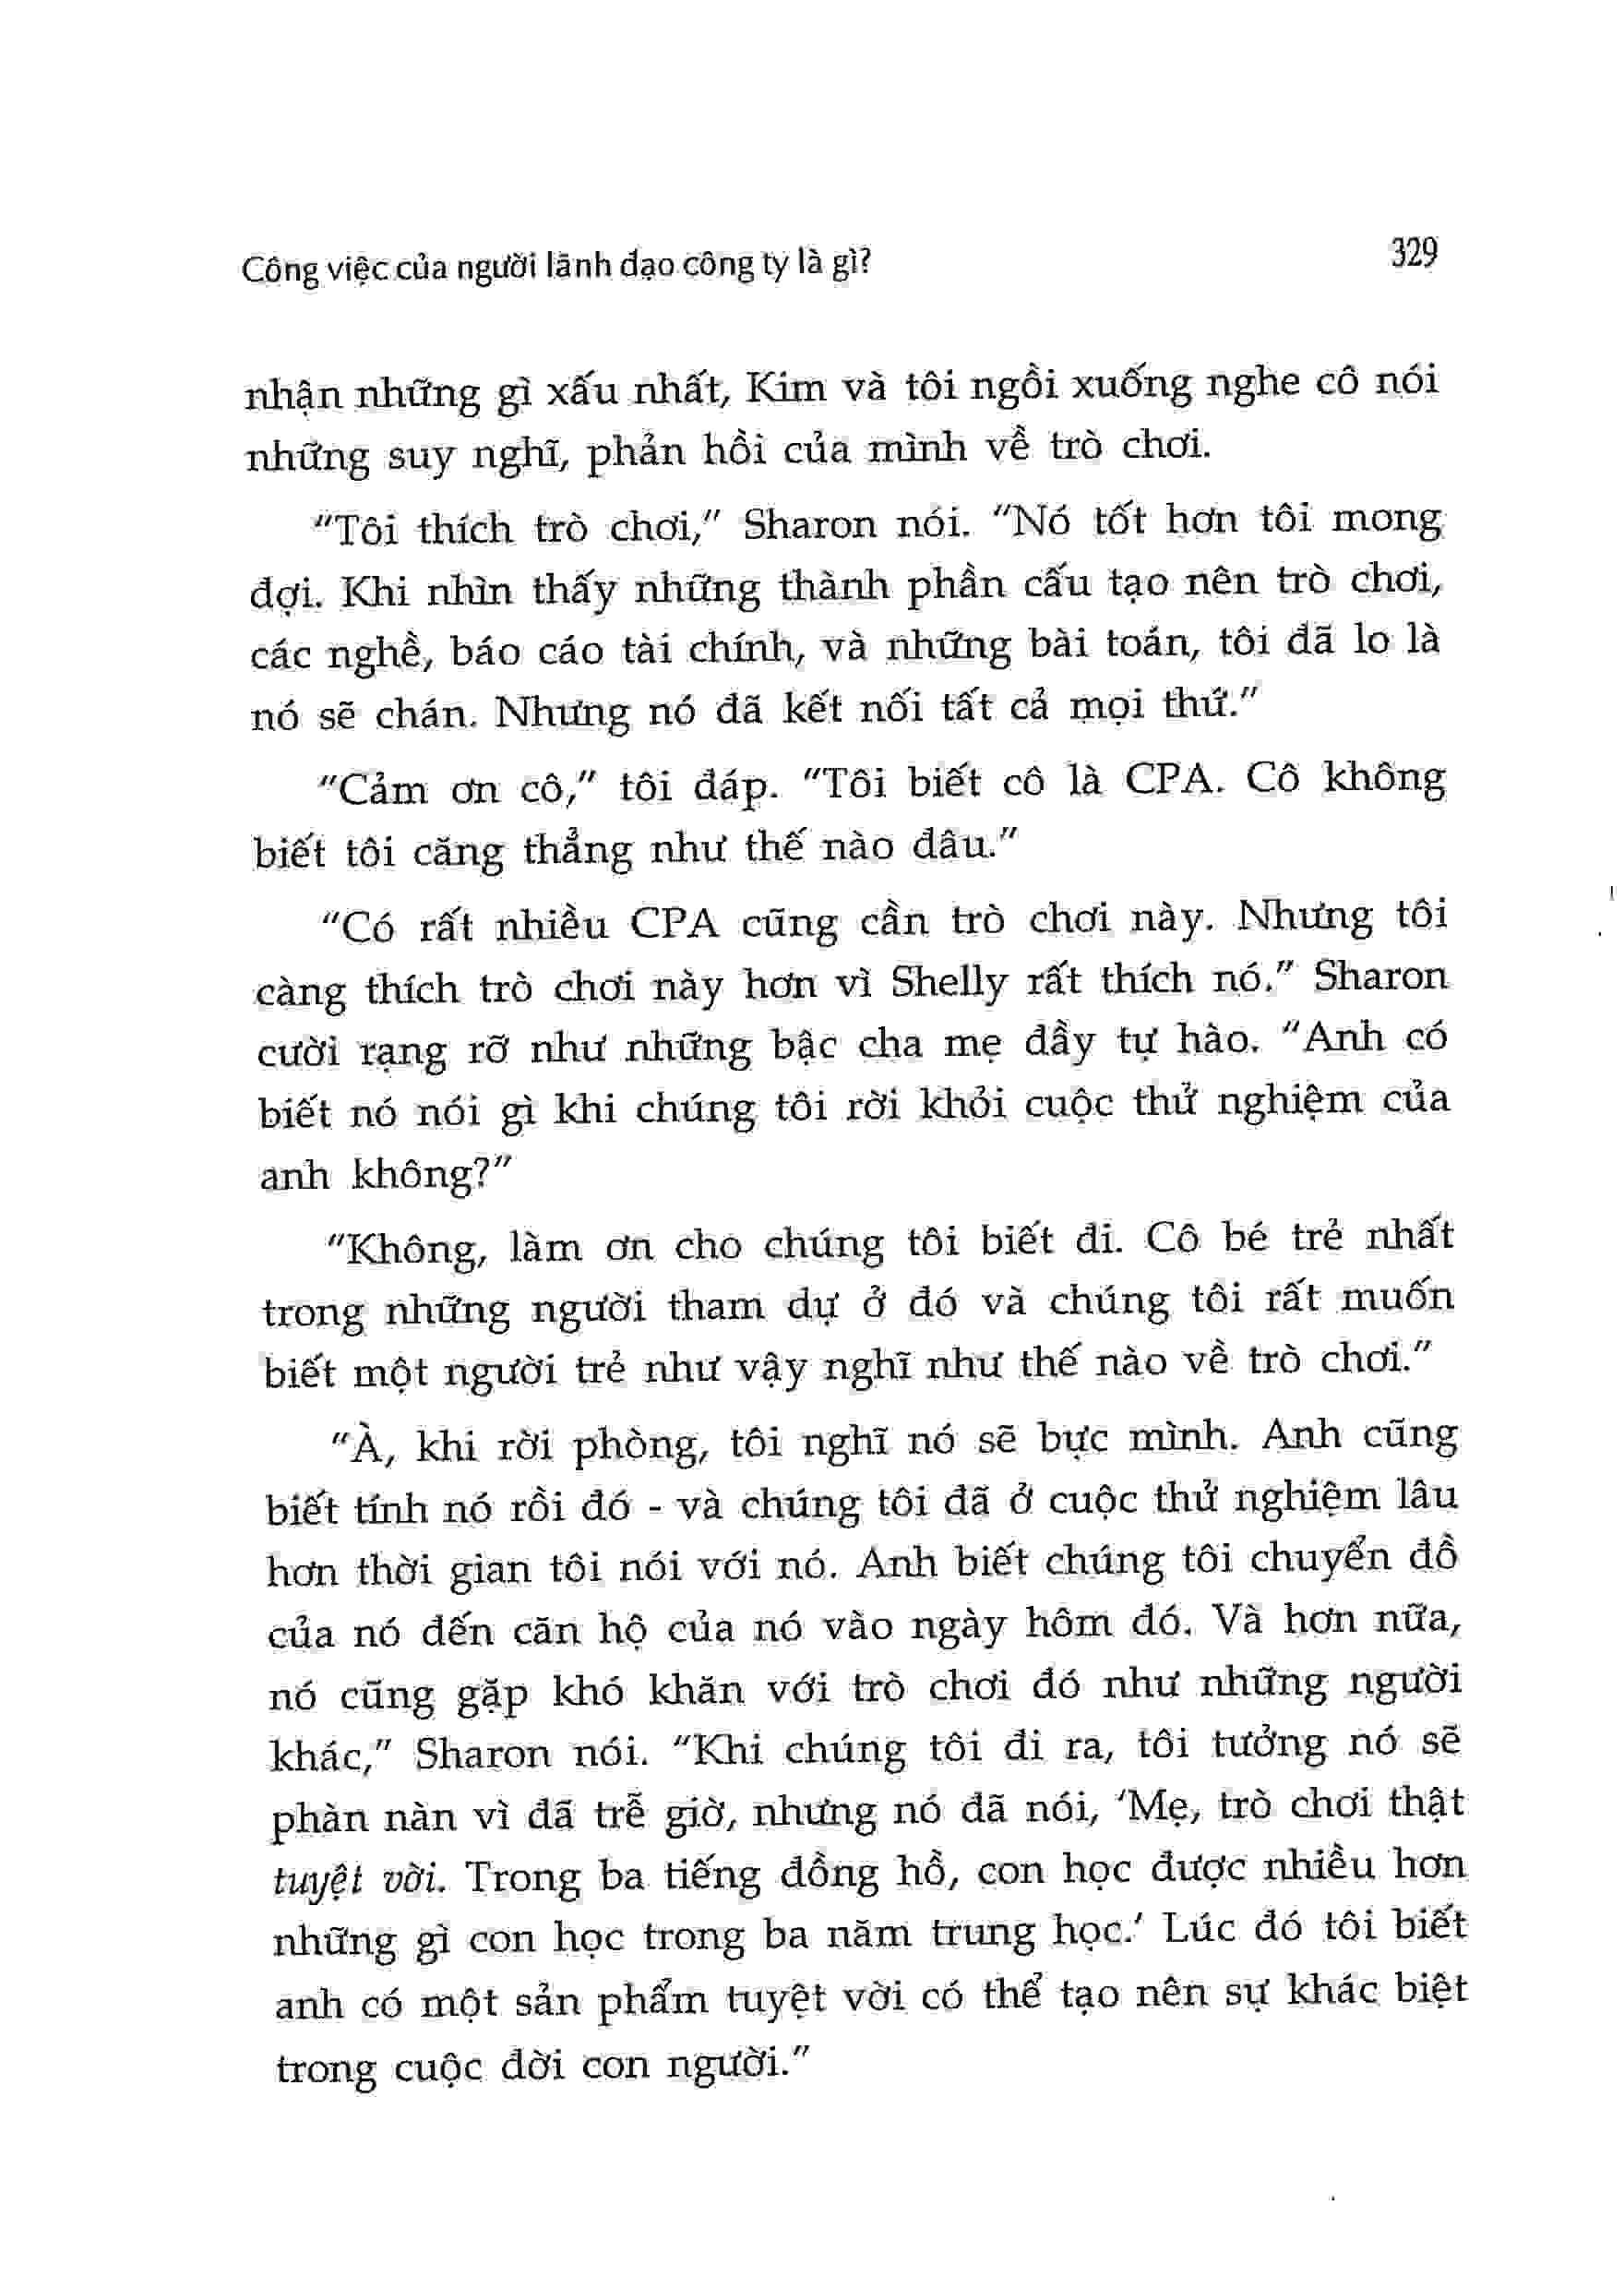 Công việc của người lãnh đạo công ty là gì?
329
nhận những gì xấu nhất, Kim và tôi ngồi xuống nghe cô nói
những suy nghĩ, phản hồi của mình về trò chơi.
“Tôi thích trò chơi,” Sharon nói. “Nó tốt hơn tôi mong
đợi. Khi nhìn thấy những thành phần cấu tạo nên trò chơi,
các nghề, báo cáo tài chính, và những bài toán, tôi đã lo là
nó sẽ chán. Nhưng nó đã kết nối tất cả mọi thứ.”
“Cảm ơn cô,” tôi đáp. “Tôi biết cô là CPA. Cô không
biết tôi căng thẳng như thế nào đâu.”
“Có rất nhiều CPA cũng cần trò chơi này. Nhưng tôi
càng thích trò chơi này hơn vì Shelly rất thích nó.” Sharon
cười rạng rỡ như những bậc cha mẹ đầy tự hào. “Anh có
biết nó nói gì khi chúng tôi rời khỏi cuộc thử nghiệm của
anh không?”
“Không, làm ơn cho chúng tôi biết đi. Cô bé trẻ nhất
trong những người tham dự ở đó và chúng tôi rất muốn
biết một người trẻ như vậy nghĩ như thế nào về trò chơi.”
“À, khi rời phòng, tôi nghĩ nó sẽ bực mình. Anh cũng
biết tính nó rồi đó - và chúng tôi đã ở cuộc thử nghiệm lâu
hơn thời gian tôi nói với nó. Anh biết chúng tôi chuyển đồ
của nó đến căn hộ của nó vào ngày hôm đó. Và hơn nữa,
nó cũng gặp khó khăn với trò chơi đó như những người
khác,” Sharon nói. “Khi chúng tôi đi ra, tôi tưởng nó sẽ
phàn nàn vì đã trễ giờ, nhưng nó đã nói, ‘Mẹ, trò chơi thật
tuyệt vời. Trong ba tiếng đồng hồ, con học được nhiều hơn
những gì con học trong ba năm trung học.’ Lúc đó tôi biết
anh có một sản phẩm tuyệt vời có thể tạo nên sự khác biệt
trong cuộc đời con người.”